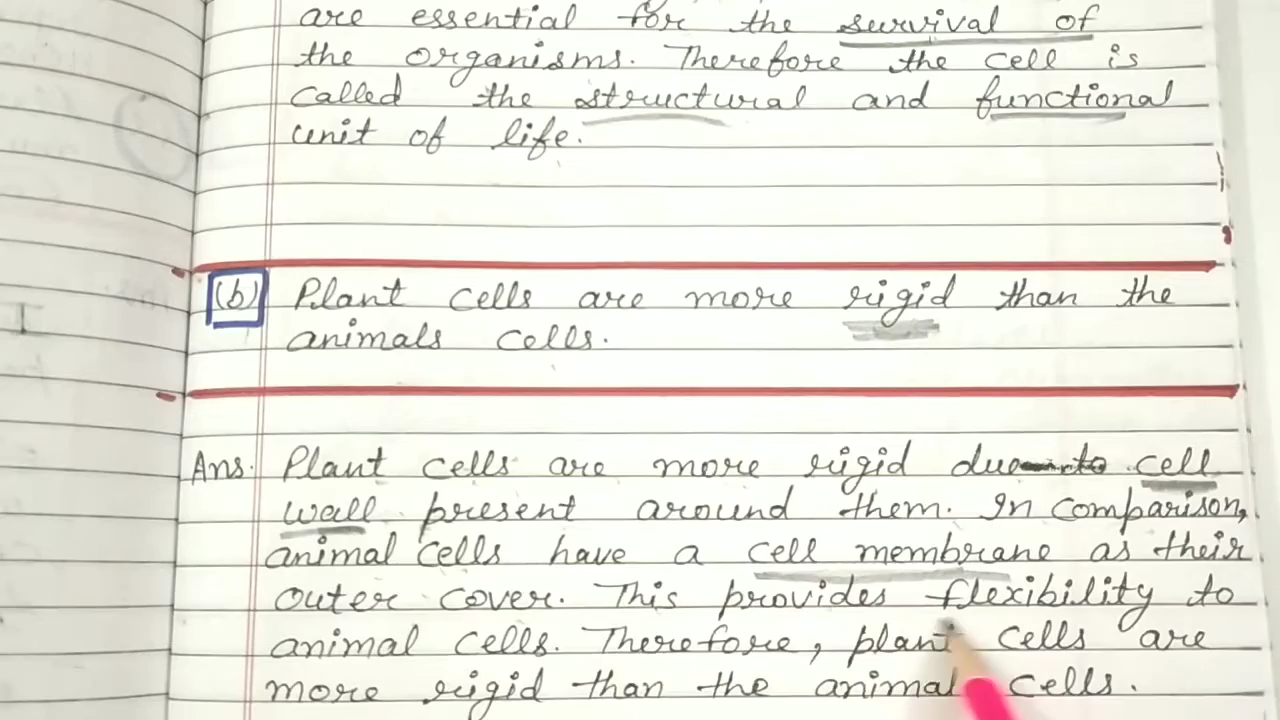 are essential for the survival of
the organisms. Therefore the cell is
called the structural and functional
unit of life.
(b) Plant cells are more rigid than the
animals cells.
Ans. Plant cells are more rigid due to cell
wall present around them. In comparison,
animal cells have a cell membrane as their
outer cover. This provides flexibility to
animal cells. Therefore, plant cells are
more rigid than the animal cells.